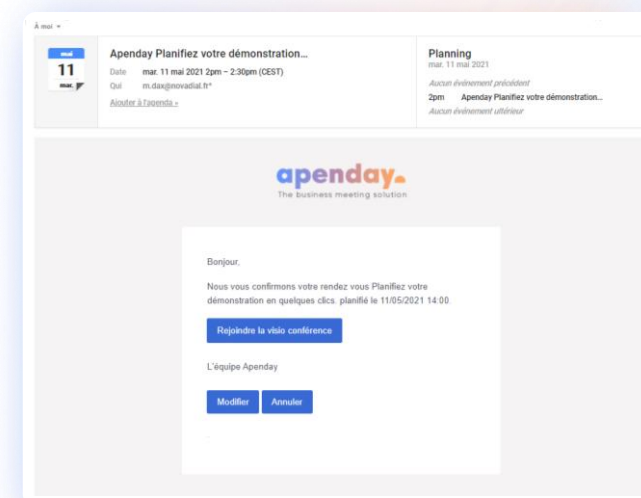 À moi
mai
11
mar.
Apenday Planifiez votre démonstration...
Date mar. 11 mai 2021 2pm – 2:30pm (CEST)
Qui m.dax@novadial.fr*
Ajouter à l'agenda »
Planning
mar. 11 mai 2021
Aucun événement précédent
2pm Apenday Planifiez votre démonstration...
Aucun événement ultérieur
apenday
The business meeting solution
Bonjour,
Nous vous confirmons votre rendez vous Planifiez votre
démonstration en quelques clics. planifié le 11/05/2021 14:00.
Rejoindre la visio conférence
L'équipe Apenday
Modifier Annuler